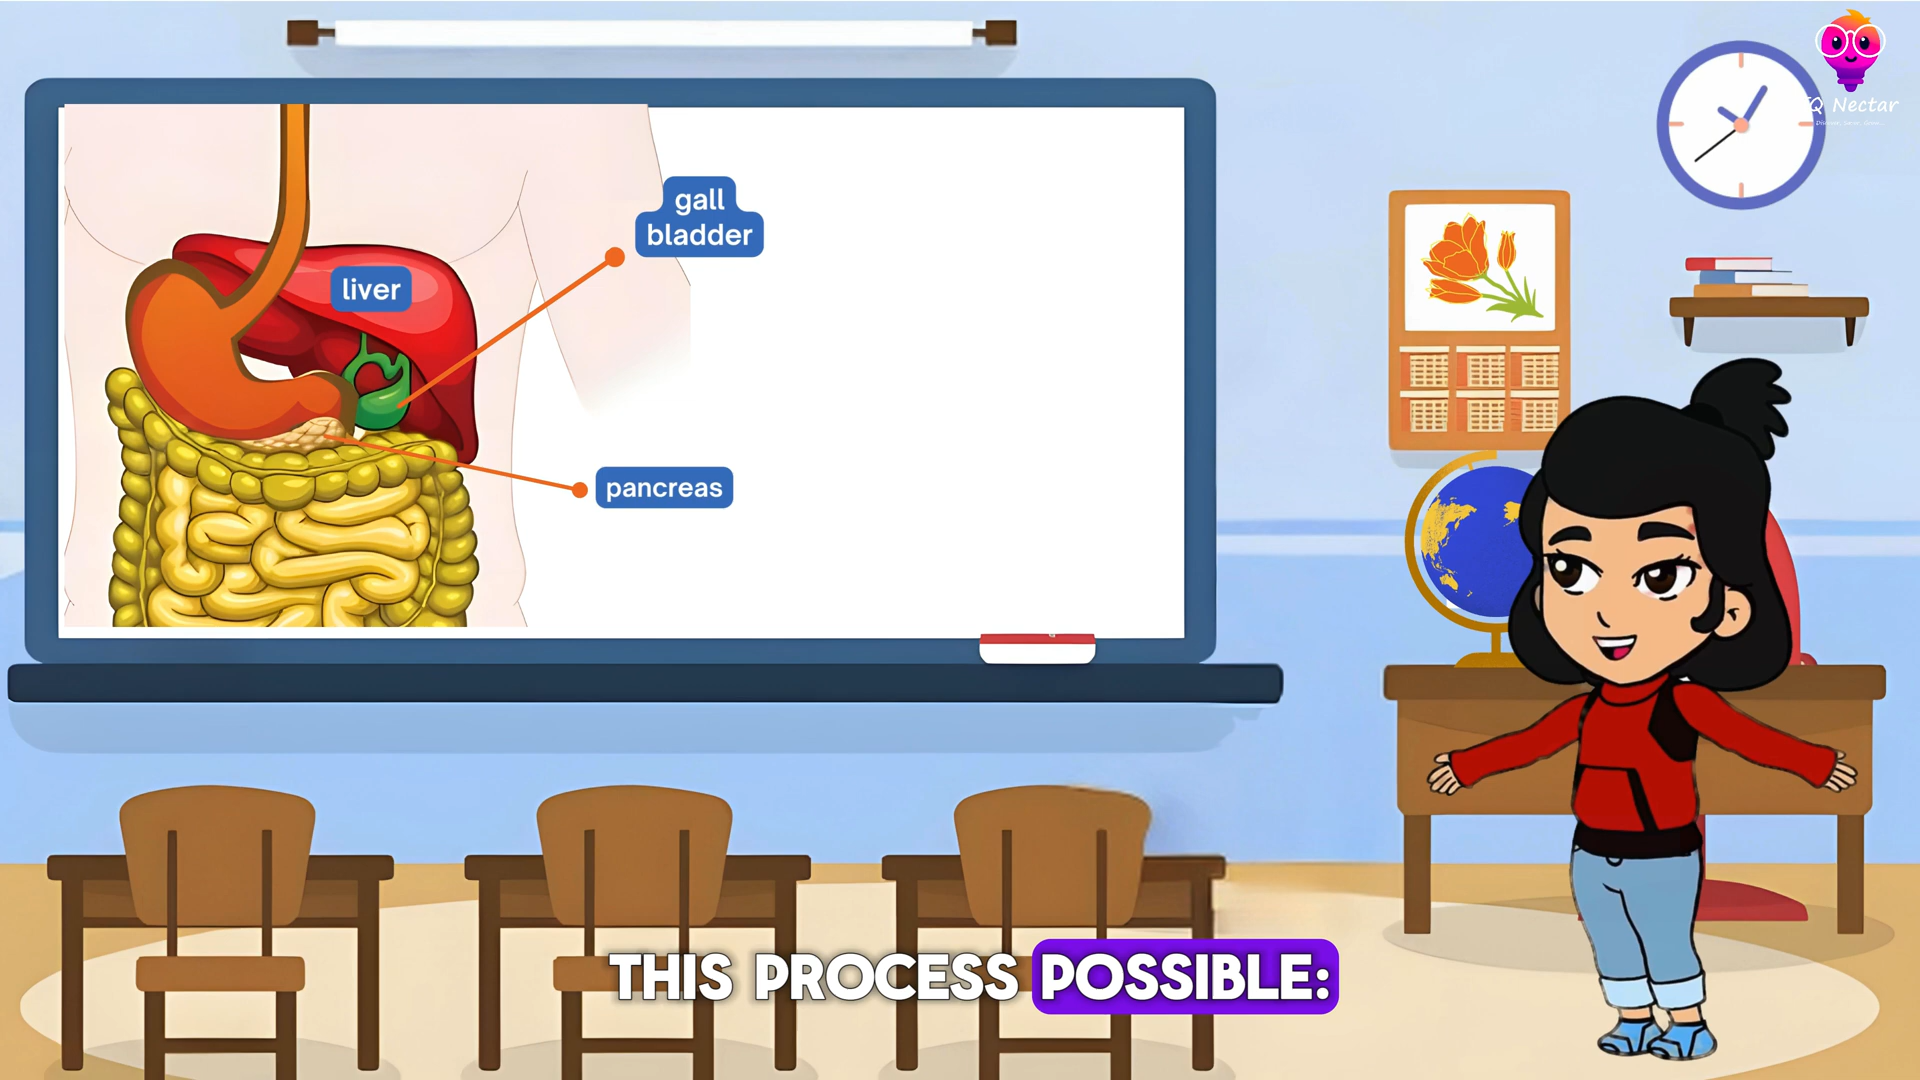 gall
bladder
liver
pancreas
Q Nectar
THIS PROCESS POSSIBLE: